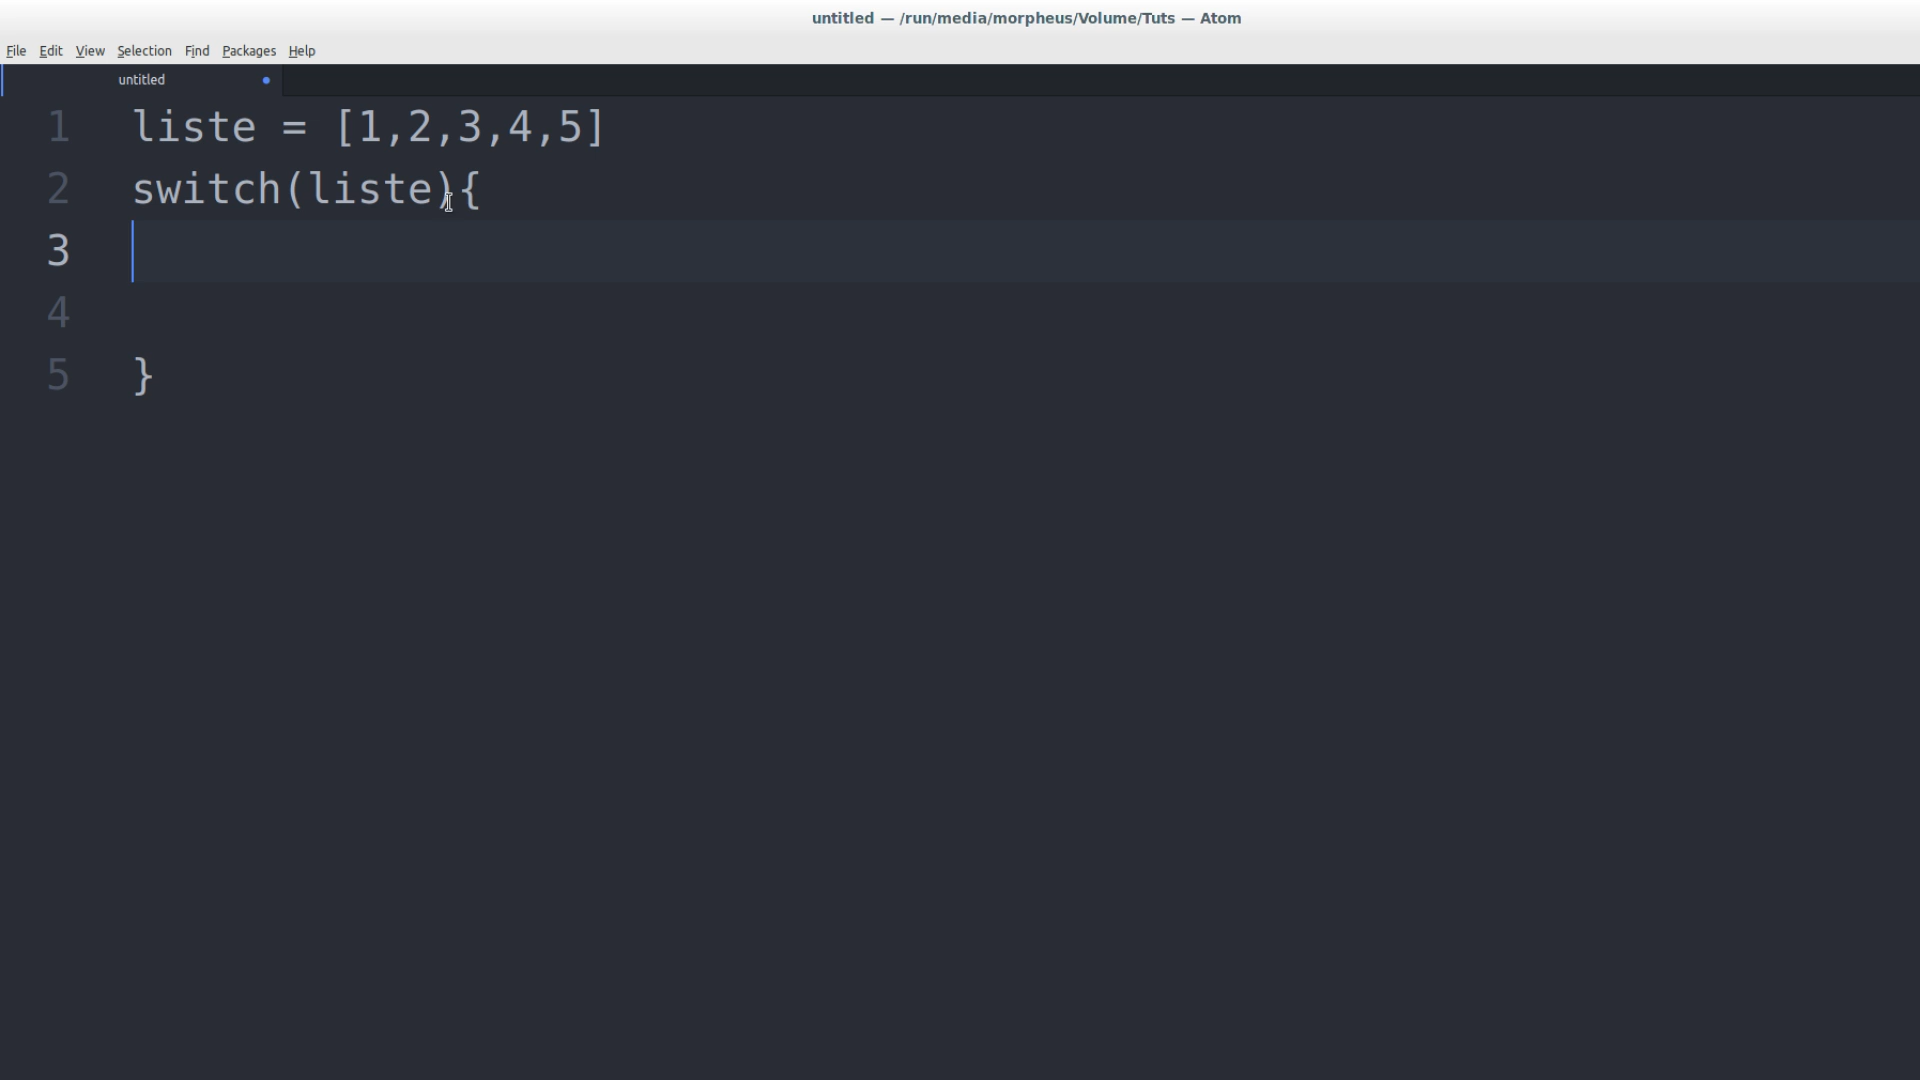 untitled — /run/media/morpheus/Volume/Tuts — Atom
File Edit View Selection Find Packages Help
untitled
1 liste = [1,2,3,4,5]
2 switch(liste){
3
4
5 }